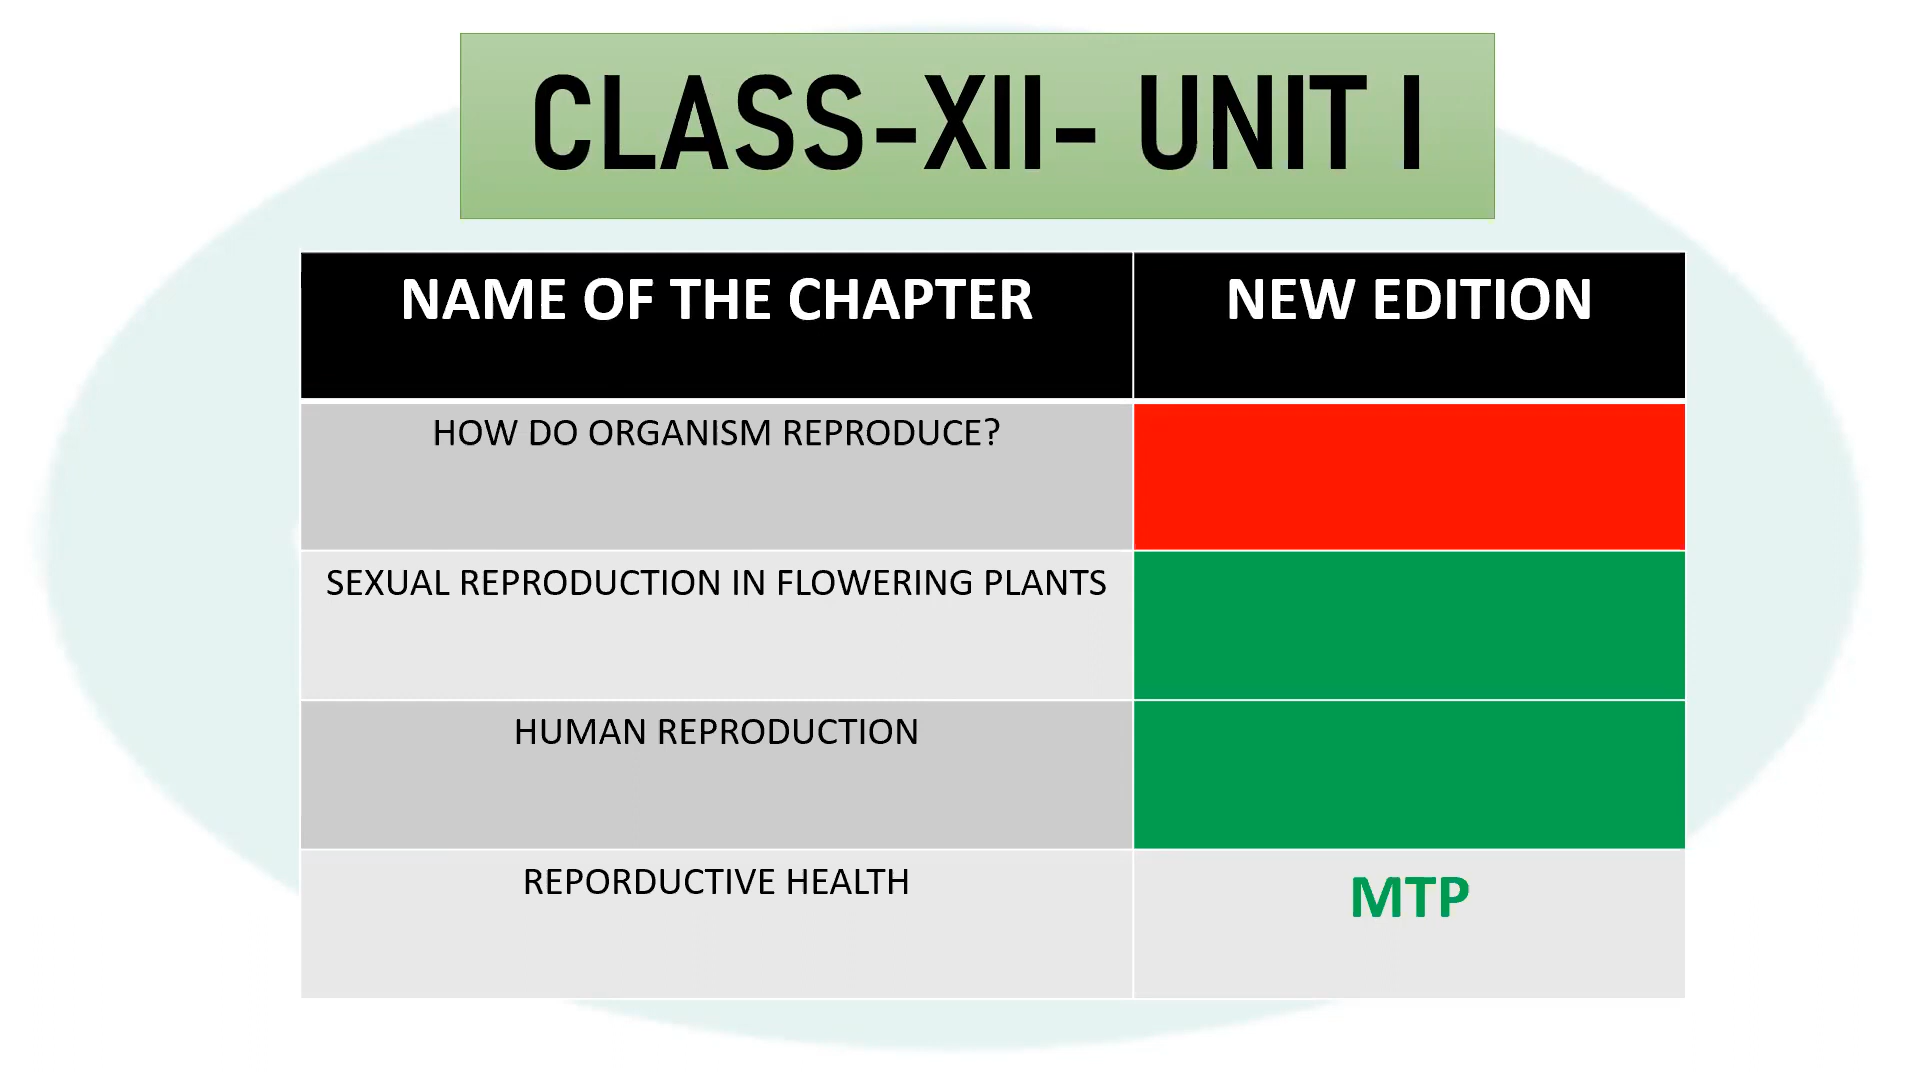 CLASS-XII- UNIT I
NAME OF THE CHAPTER
NEW EDITION
HOW DO ORGANISM REPRODUCE?
SEXUAL REPRODUCTION IN FLOWERING PLANTS
HUMAN REPRODUCTION
REPORDUCTIVE HEALTH
MTP